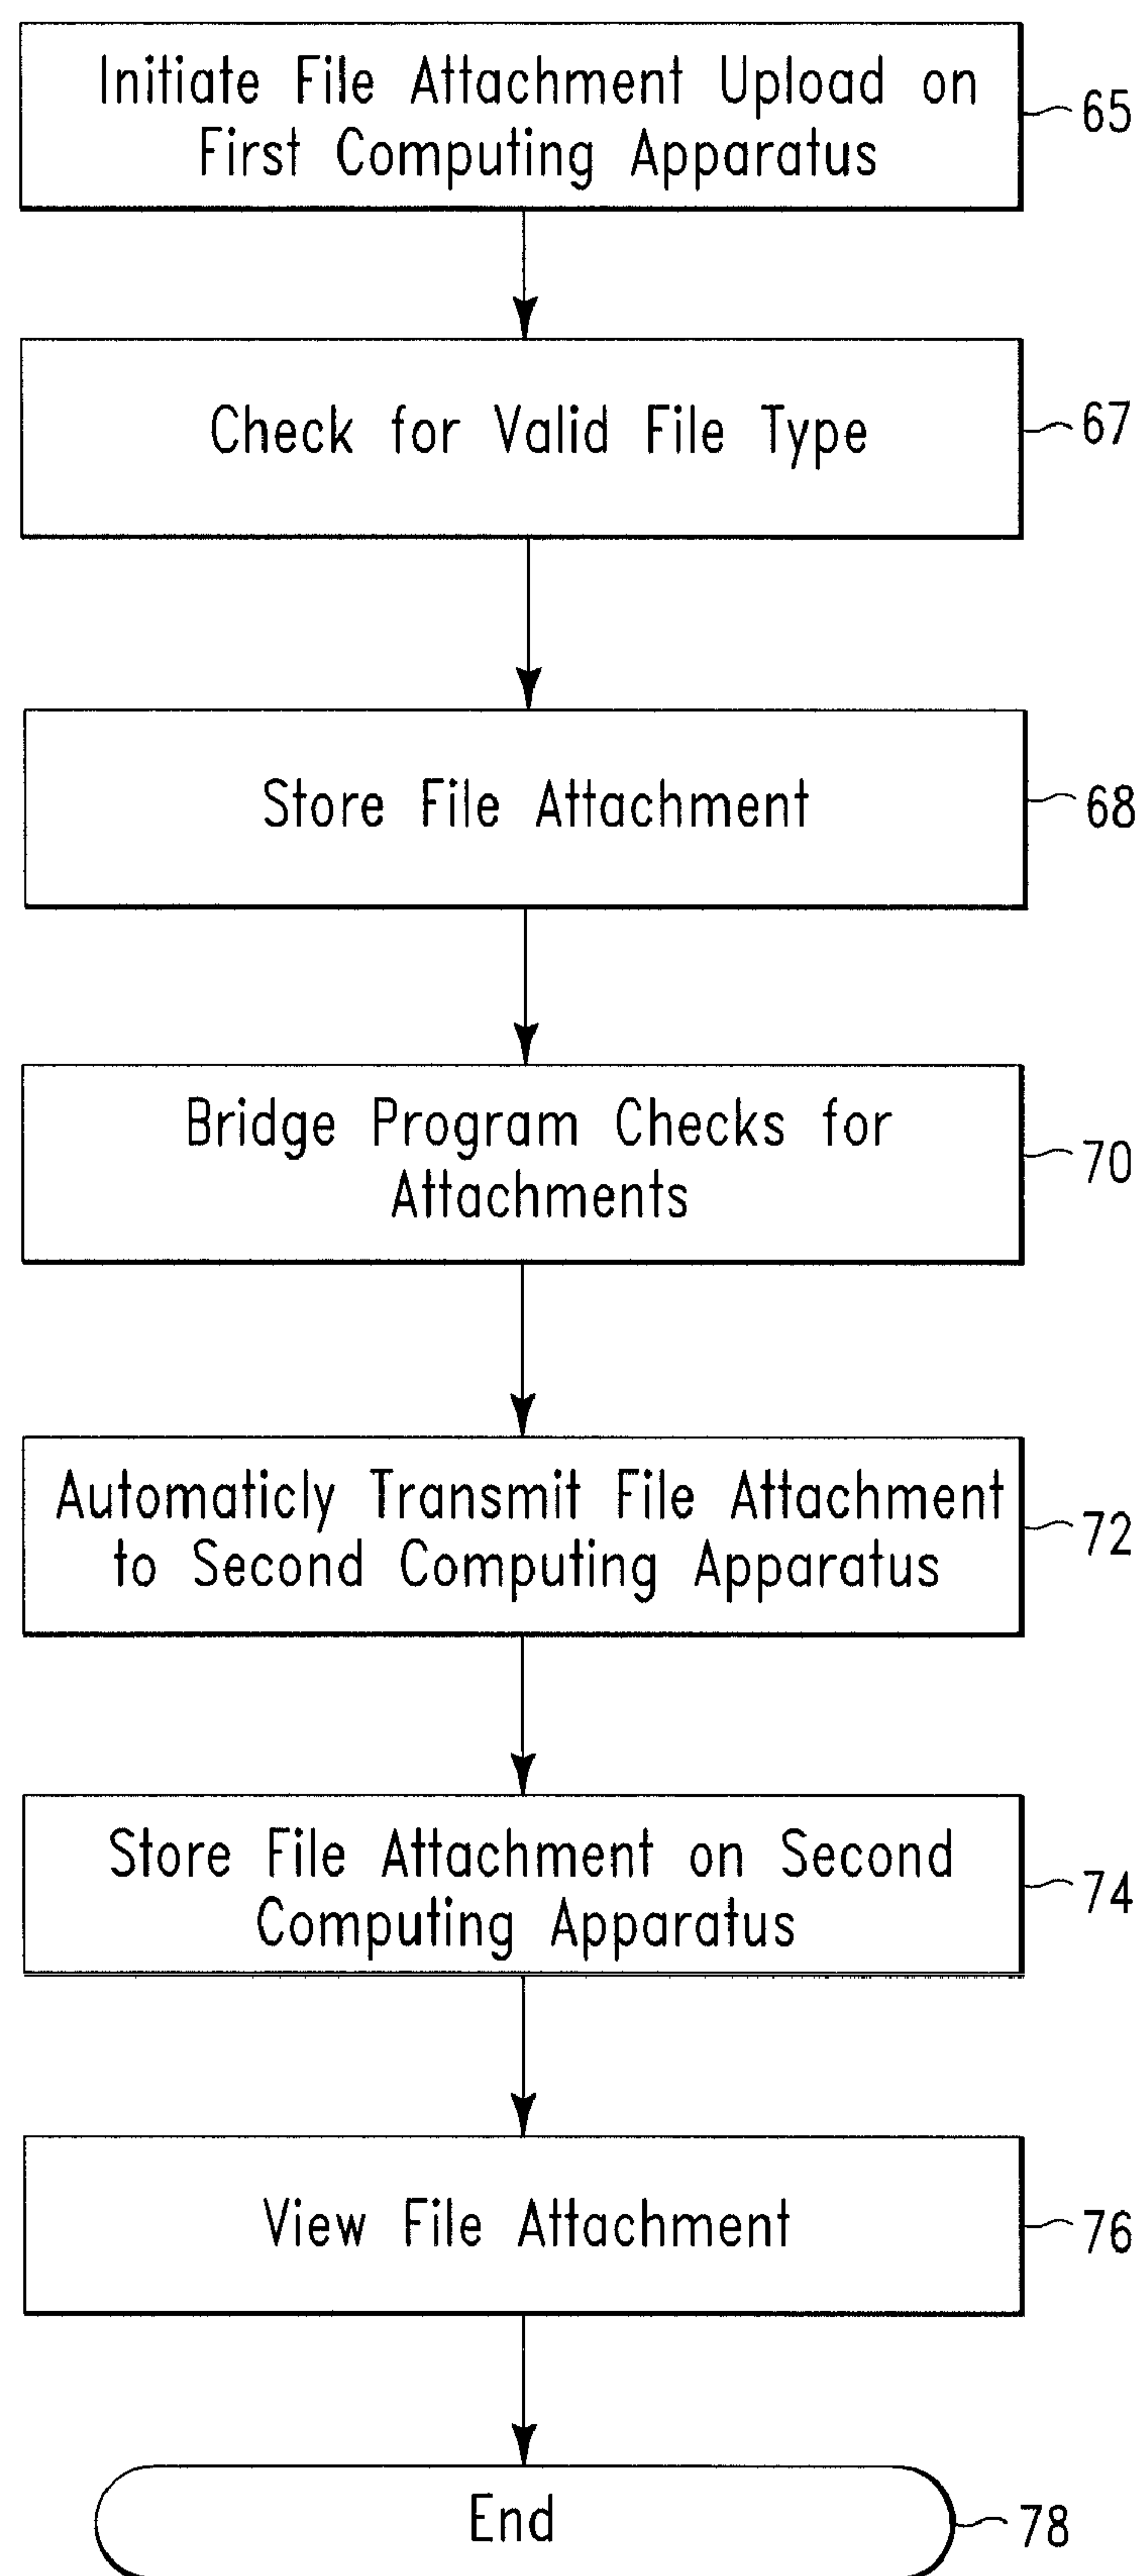 Initiate File Attachment Upload on
First Computing Apparatus
65
Check for Valid File Type
67
Store File Attachment
68
Bridge Program Checks for
Attachments
70
Automaticly Transmit File Attachment
to Second Computing Apparatus
72
Store File Attachment on Second
Computing Apparatus
74
View File Attachment
76
End
78